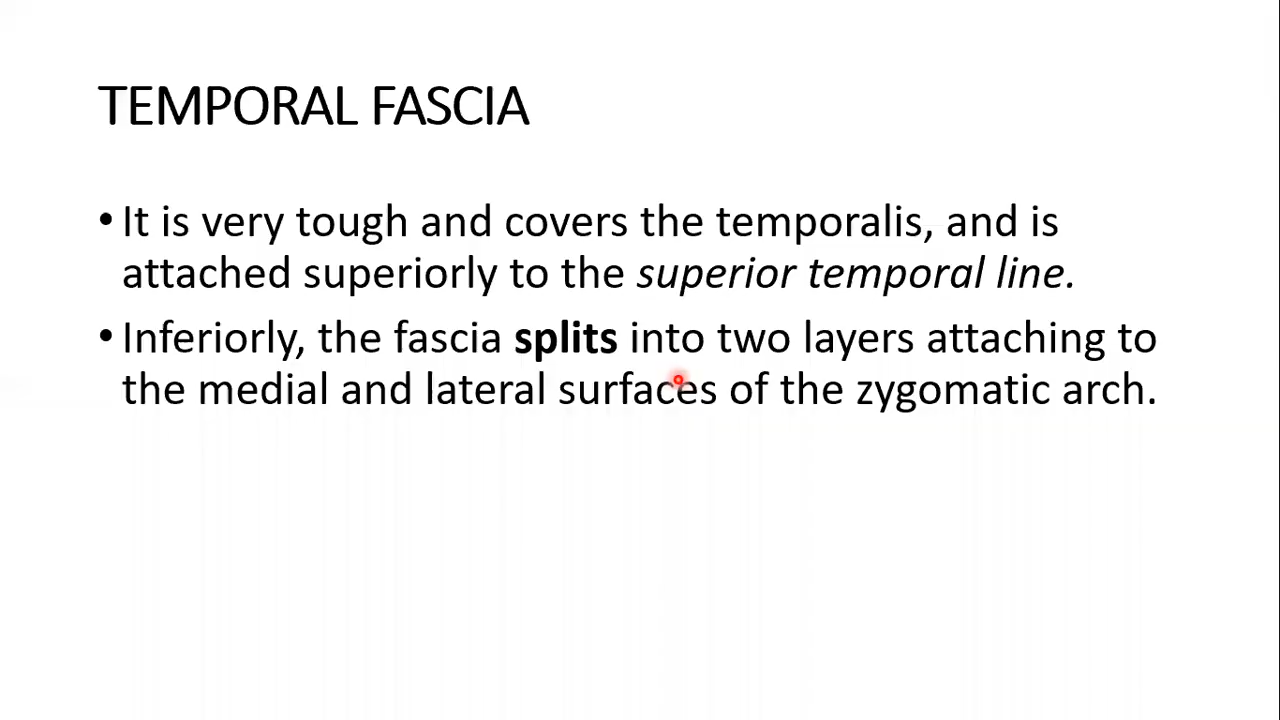 TEMPORAL FASCIA
• It is very tough and covers the temporalis, and is
attached superiorly to the superior temporal line.
• Inferiorly, the fascia splits into two layers attaching to
the medial and lateral surfaces of the zygomatic arch.